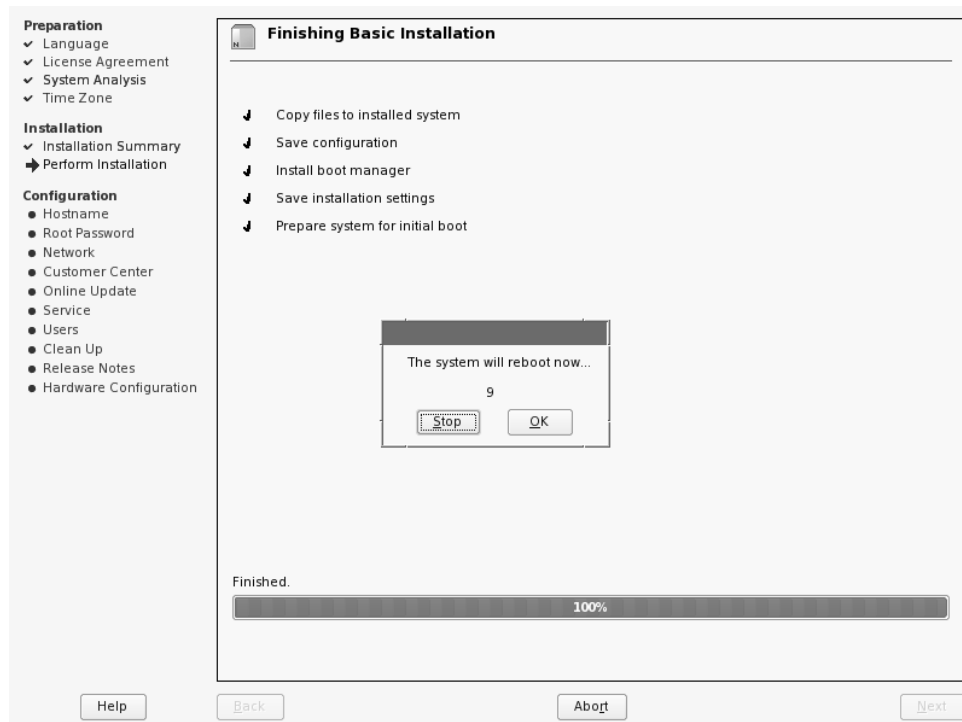 Preparation
Language
License Agreement
System Analysis
Time Zone
Installation
Installation Summary
Perform Installation
Configuration
Hostname
Root Password
Network
Customer Center
Online Update
Service
Users
Clean Up
Release Notes
Hardware Configuration
N
Finishing Basic Installation
Copy files to installed system
Save configuration
Install boot manager
Save installation settings
Prepare system for initial boot
The system will reboot now...
9
Stop
OK
Finished.
100%
Help
Back
Abort
Next